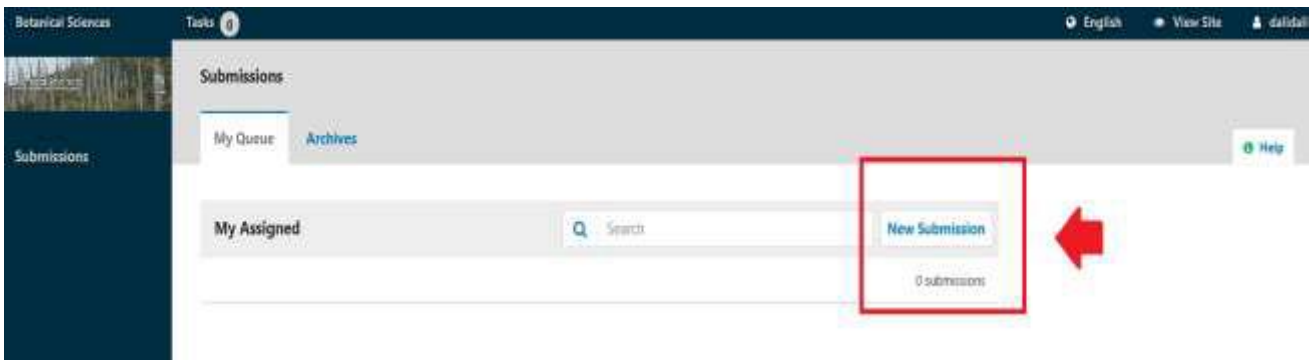 Botanical Sciences
Tasks 0
English
View Site
dalidali
Submissions
My Queue
Archives
Submissions
Help
My Assigned
Search
New Submission
0 submissions